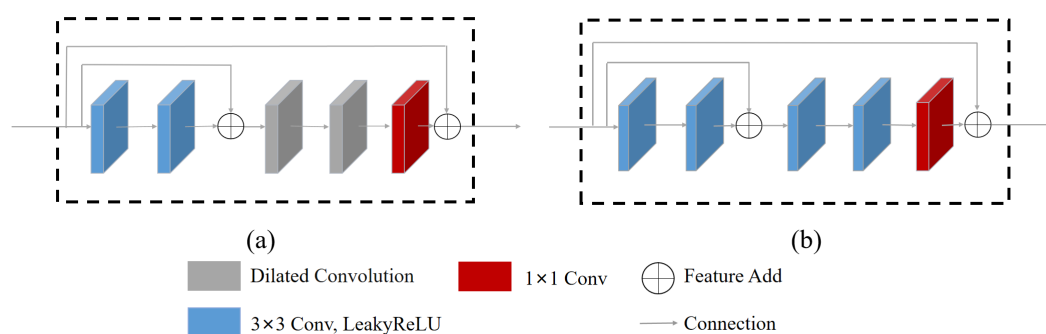 (a)
(b)
Dilated Convolution
1×1 Conv
Feature Add
3×3 Conv, LeakyReLU
Connection